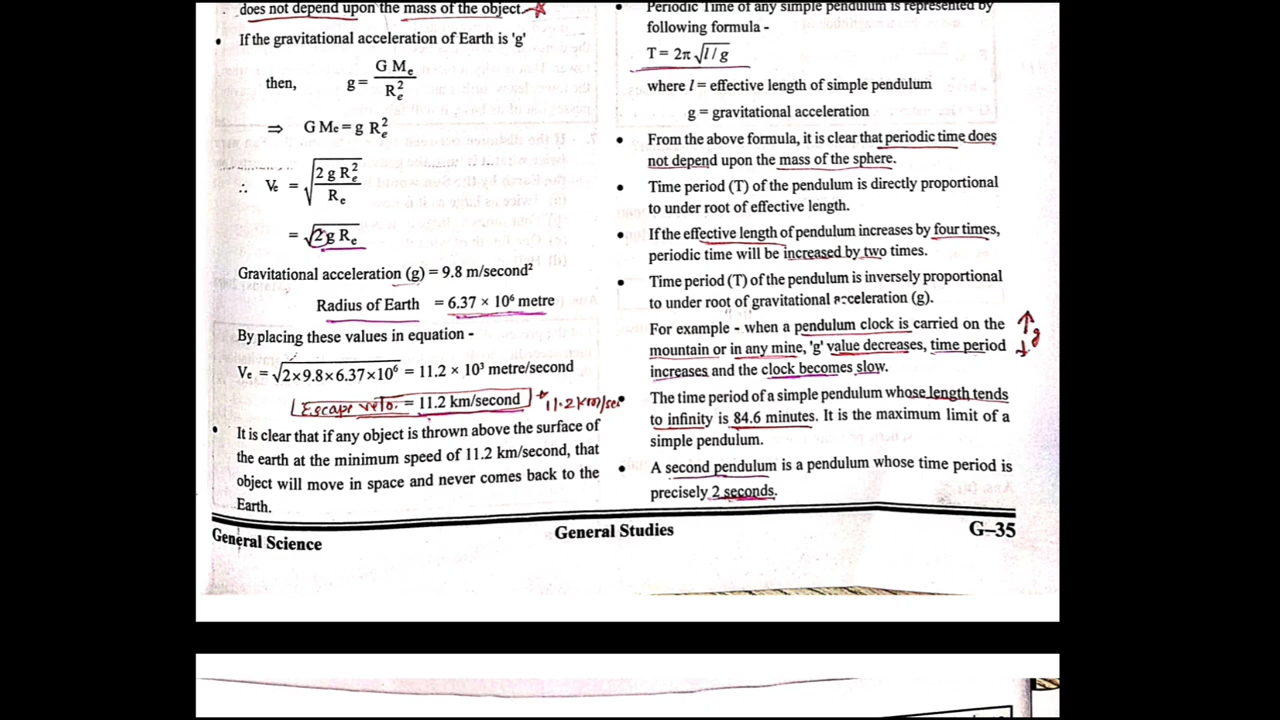 does not depend upon the mass of the object.
• If the gravitational acceleration of Earth is 'g'
then, g = G Me / Re²
⇒ G Me = g Re²
∴ Ve = √(2 g Re² / Re)
= √(2 g Re)
Gravitational acceleration (g) = 9.8 m/second²
Radius of Earth = 6.37 × 10⁶ metre
By placing these values in equation -
Ve = √(2×9.8×6.37×10⁶) = 11.2 × 10³ metre/second
Escape velo. = 11.2 km/second 11.2 km/sec
• It is clear that if any object is thrown above the surface of
the earth at the minimum speed of 11.2 km/second, that
object will move in space and never comes back to the
Earth.
• Periodic Time of any simple pendulum is represented by
following formula -
T = 2π √(l/g)
where l = effective length of simple pendulum
g = gravitational acceleration
• From the above formula, it is clear that periodic time does
not depend upon the mass of the sphere.
• Time period (T) of the pendulum is directly proportional
to under root of effective length.
• If the effective length of pendulum increases by four times,
periodic time will be increased by two times.
• Time period (T) of the pendulum is inversely proportional
to under root of gravitational acceleration (g).
For example - when a pendulum clock is carried on the
mountain or in any mine, 'g' value decreases, time period
increases and the clock becomes slow.
↑ g ↓
• The time period of a simple pendulum whose length tends
to infinity is 84.6 minutes. It is the maximum limit of a
simple pendulum.
• A second pendulum is a pendulum whose time period is
precisely 2 seconds.
General Science General Studies G–35